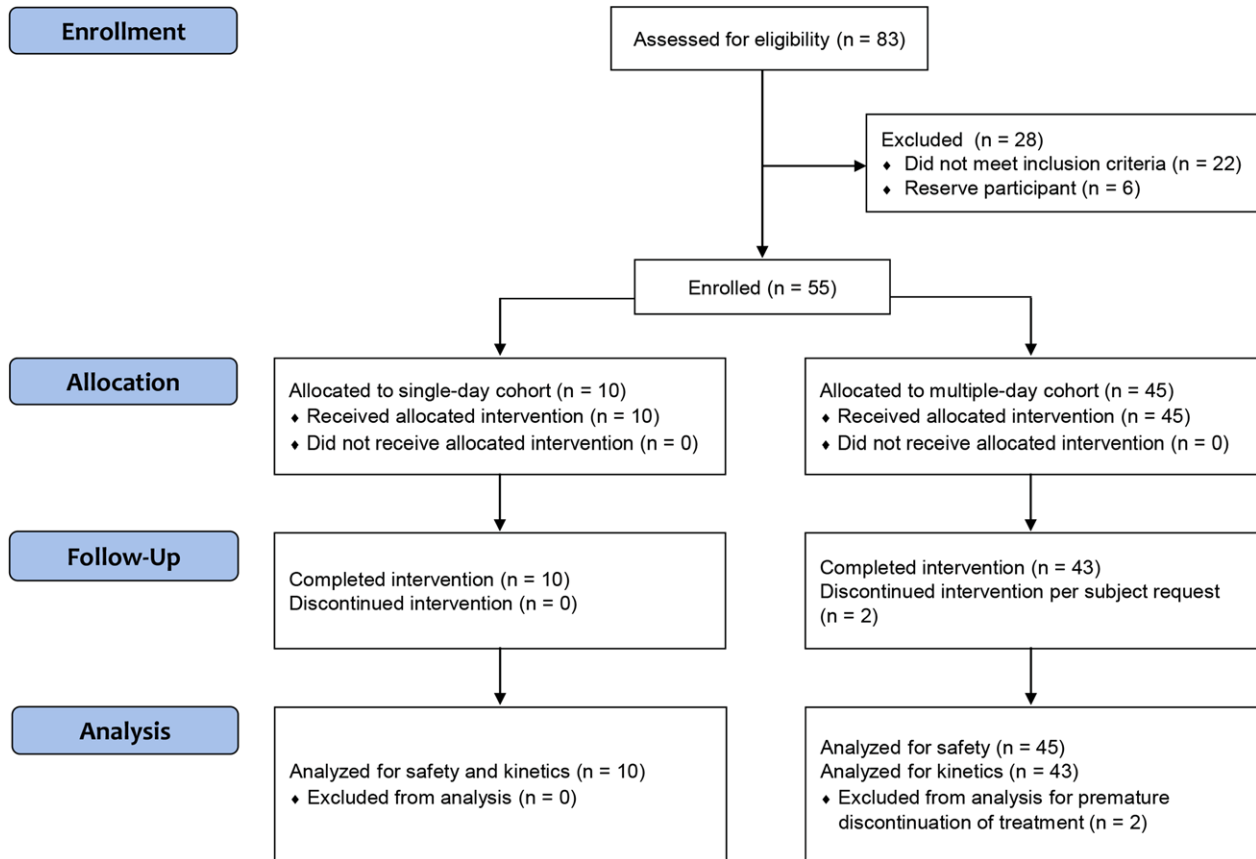 Enrollment
Assessed for eligibility (n = 83)
Excluded (n = 28)
♦ Did not meet inclusion criteria (n = 22)
♦ Reserve participant (n = 6)
Enrolled (n = 55)
Allocation
Allocated to single-day cohort (n = 10)
♦ Received allocated intervention (n = 10)
♦ Did not receive allocated intervention (n = 0)
Allocated to multiple-day cohort (n = 45)
♦ Received allocated intervention (n = 45)
♦ Did not receive allocated intervention (n = 0)
Follow-Up
Completed intervention (n = 10)
Discontinued intervention (n = 0)
Completed intervention (n = 43)
Discontinued intervention per subject request
(n = 2)
Analysis
Analyzed for safety and kinetics (n = 10)
♦ Excluded from analysis (n = 0)
Analyzed for safety (n = 45)
Analyzed for kinetics (n = 43)
♦ Excluded from analysis for premature
discontinuation of treatment (n = 2)